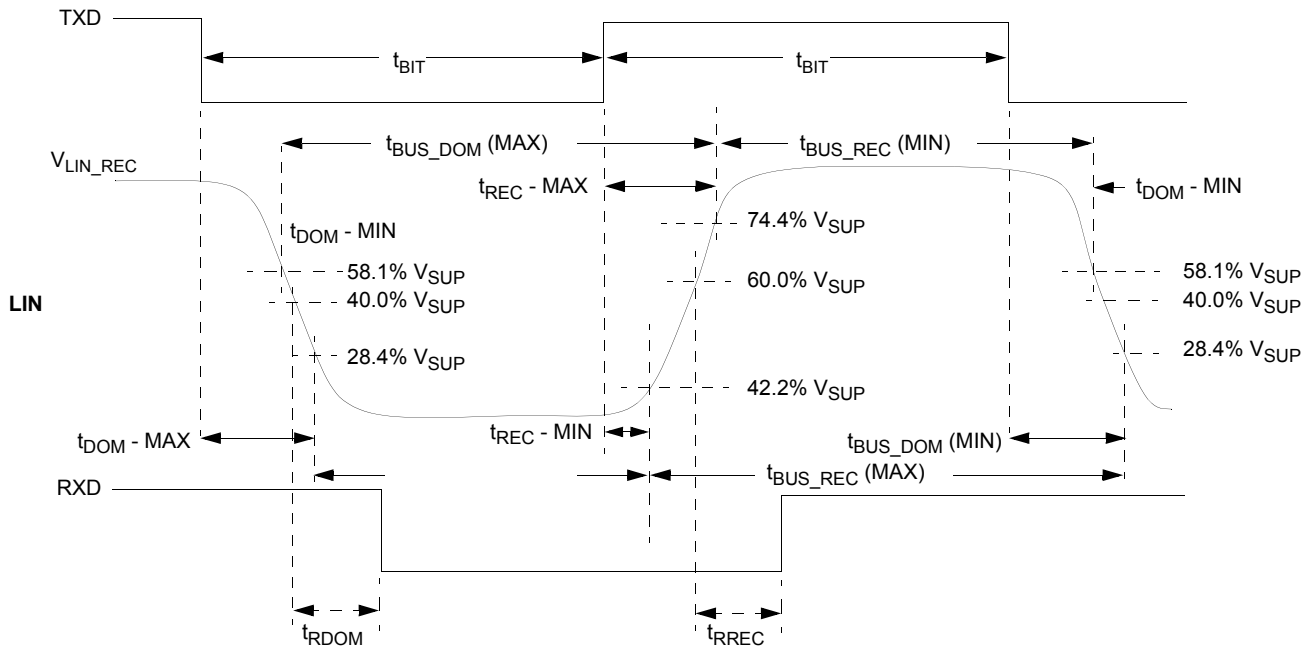 TXD
t_BIT t_BIT
t_BUS_DOM (MAX) t_BUS_REC (MIN)
V_LIN_REC
t_REC - MAX t_DOM - MIN
74.4% V_SUP
t_DOM - MIN
58.1% V_SUP 60.0% V_SUP 58.1% V_SUP
LIN 40.0% V_SUP 40.0% V_SUP
28.4% V_SUP 28.4% V_SUP
42.2% V_SUP
t_DOM - MAX t_REC - MIN t_BUS_DOM (MIN)
t_BUS_REC (MAX)
RXD
t_RDOM t_RREC